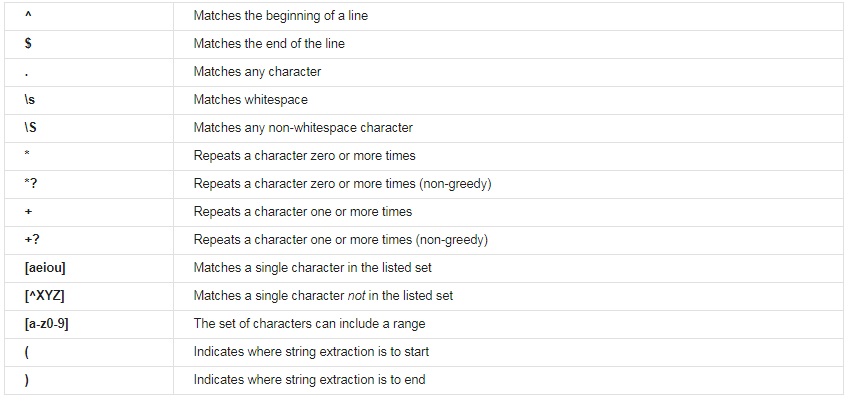 ^ Matches the beginning of a line
$ Matches the end of the line
. Matches any character
\s Matches whitespace
\S Matches any non-whitespace character
* Repeats a character zero or more times
*? Repeats a character zero or more times (non-greedy)
+ Repeats a character one or more times
+? Repeats a character one or more times (non-greedy)
[aeiou] Matches a single character in the listed set
[^XYZ] Matches a single character not in the listed set
[a-z0-9] The set of characters can include a range
( Indicates where string extraction is to start
) Indicates where string extraction is to end